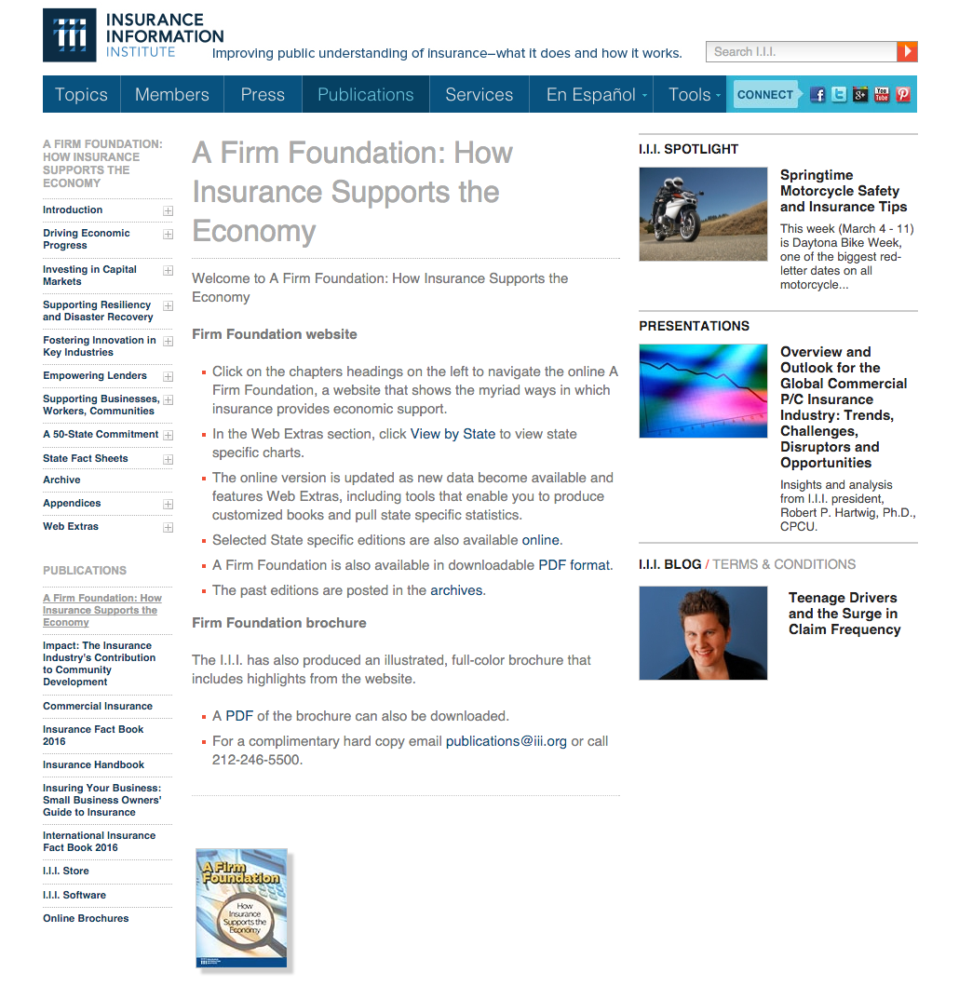 INSURANCE
INFORMATION
INSTITUTE
Improving public understanding of insurance–what it does and how it works.
Search I.I.I.
Topics
Members
Press
Publications
Services
En Español
Tools
CONNECT
A FIRM FOUNDATION:
HOW INSURANCE
SUPPORTS THE
ECONOMY
Introduction
Driving Economic
Progress
Investing in Capital
Markets
Supporting Resiliency
and Disaster Recovery
Fostering Innovation in
Key Industries
Empowering Lenders
Supporting Businesses,
Workers, Communities
A 50-State Commitment
State Fact Sheets
Archive
Appendices
Web Extras
PUBLICATIONS
A Firm Foundation: How
Insurance Supports the
Economy
Impact: The Insurance
Industry's Contribution
to Community
Development
Commercial Insurance
Insurance Fact Book
2016
Insurance Handbook
Insuring Your Business:
Small Business Owners'
Guide to Insurance
International Insurance
Fact Book 2016
I.I.I. Store
I.I.I. Software
Online Brochures
A Firm Foundation: How
Insurance Supports the
Economy
Welcome to A Firm Foundation: How Insurance Supports the
Economy
Firm Foundation website
Click on the chapters headings on the left to navigate the online A
Firm Foundation, a website that shows the myriad ways in which
insurance provides economic support.
In the Web Extras section, click View by State to view state
specific charts.
The online version is updated as new data become available and
features Web Extras, including tools that enable you to produce
customized books and pull state specific statistics.
Selected State specific editions are also available online.
A Firm Foundation is also available in downloadable PDF format.
The past editions are posted in the archives.
Firm Foundation brochure
The I.I.I. has also produced an illustrated, full-color brochure that
includes highlights from the website.
A PDF of the brochure can also be downloaded.
For a complimentary hard copy email publications@iii.org or call
212-246-5500.
A Firm
Foundation
How
Insurance
Supports the
Economy
I.I.I. SPOTLIGHT
Springtime
Motorcycle Safety
and Insurance Tips
This week (March 4 - 11)
is Daytona Bike Week,
one of the biggest red-
letter dates on all
motorcycle...
PRESENTATIONS
Overview and
Outlook for the
Global Commercial
P/C Insurance
Industry: Trends,
Challenges,
Disruptors and
Opportunities
Insights and analysis
from I.I.I. president,
Robert P. Hartwig, Ph.D.,
CPCU.
I.I.I. BLOG / TERMS & CONDITIONS
Teenage Drivers
and the Surge in
Claim Frequency